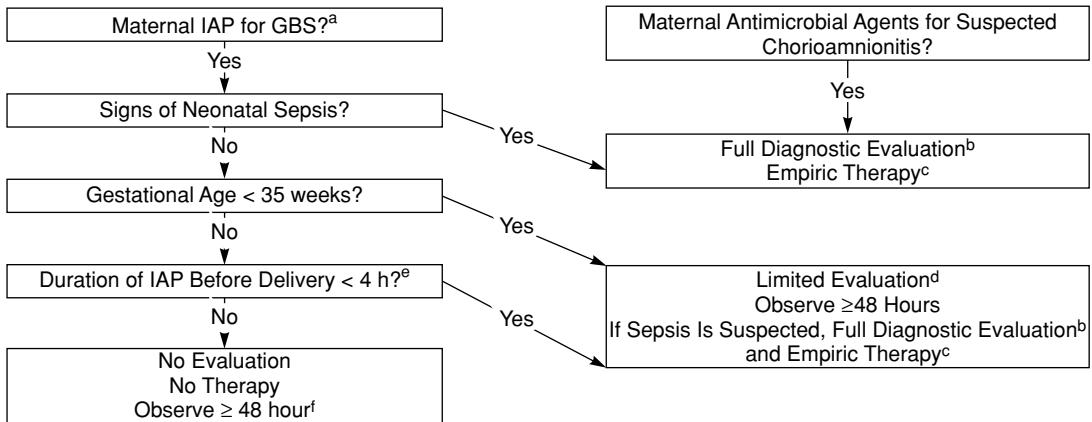 Maternal IAP for GBS?ᵃ
Yes
Signs of Neonatal Sepsis?
Yes
No
Gestational Age < 35 weeks?
Yes
No
Duration of IAP Before Delivery < 4 h?ᵉ
Yes
No
No Evaluation
No Therapy
Observe ≥ 48 hourᶠ
Maternal Antimicrobial Agents for Suspected
Chorioamnionitis?
Yes
Full Diagnostic Evaluationᵇ
Empiric Therapyᶜ
Limited Evaluationᵈ
Observe ≥48 Hours
If Sepsis Is Suspected, Full Diagnostic Evaluationᵇ
and Empiric Therapyᶜ